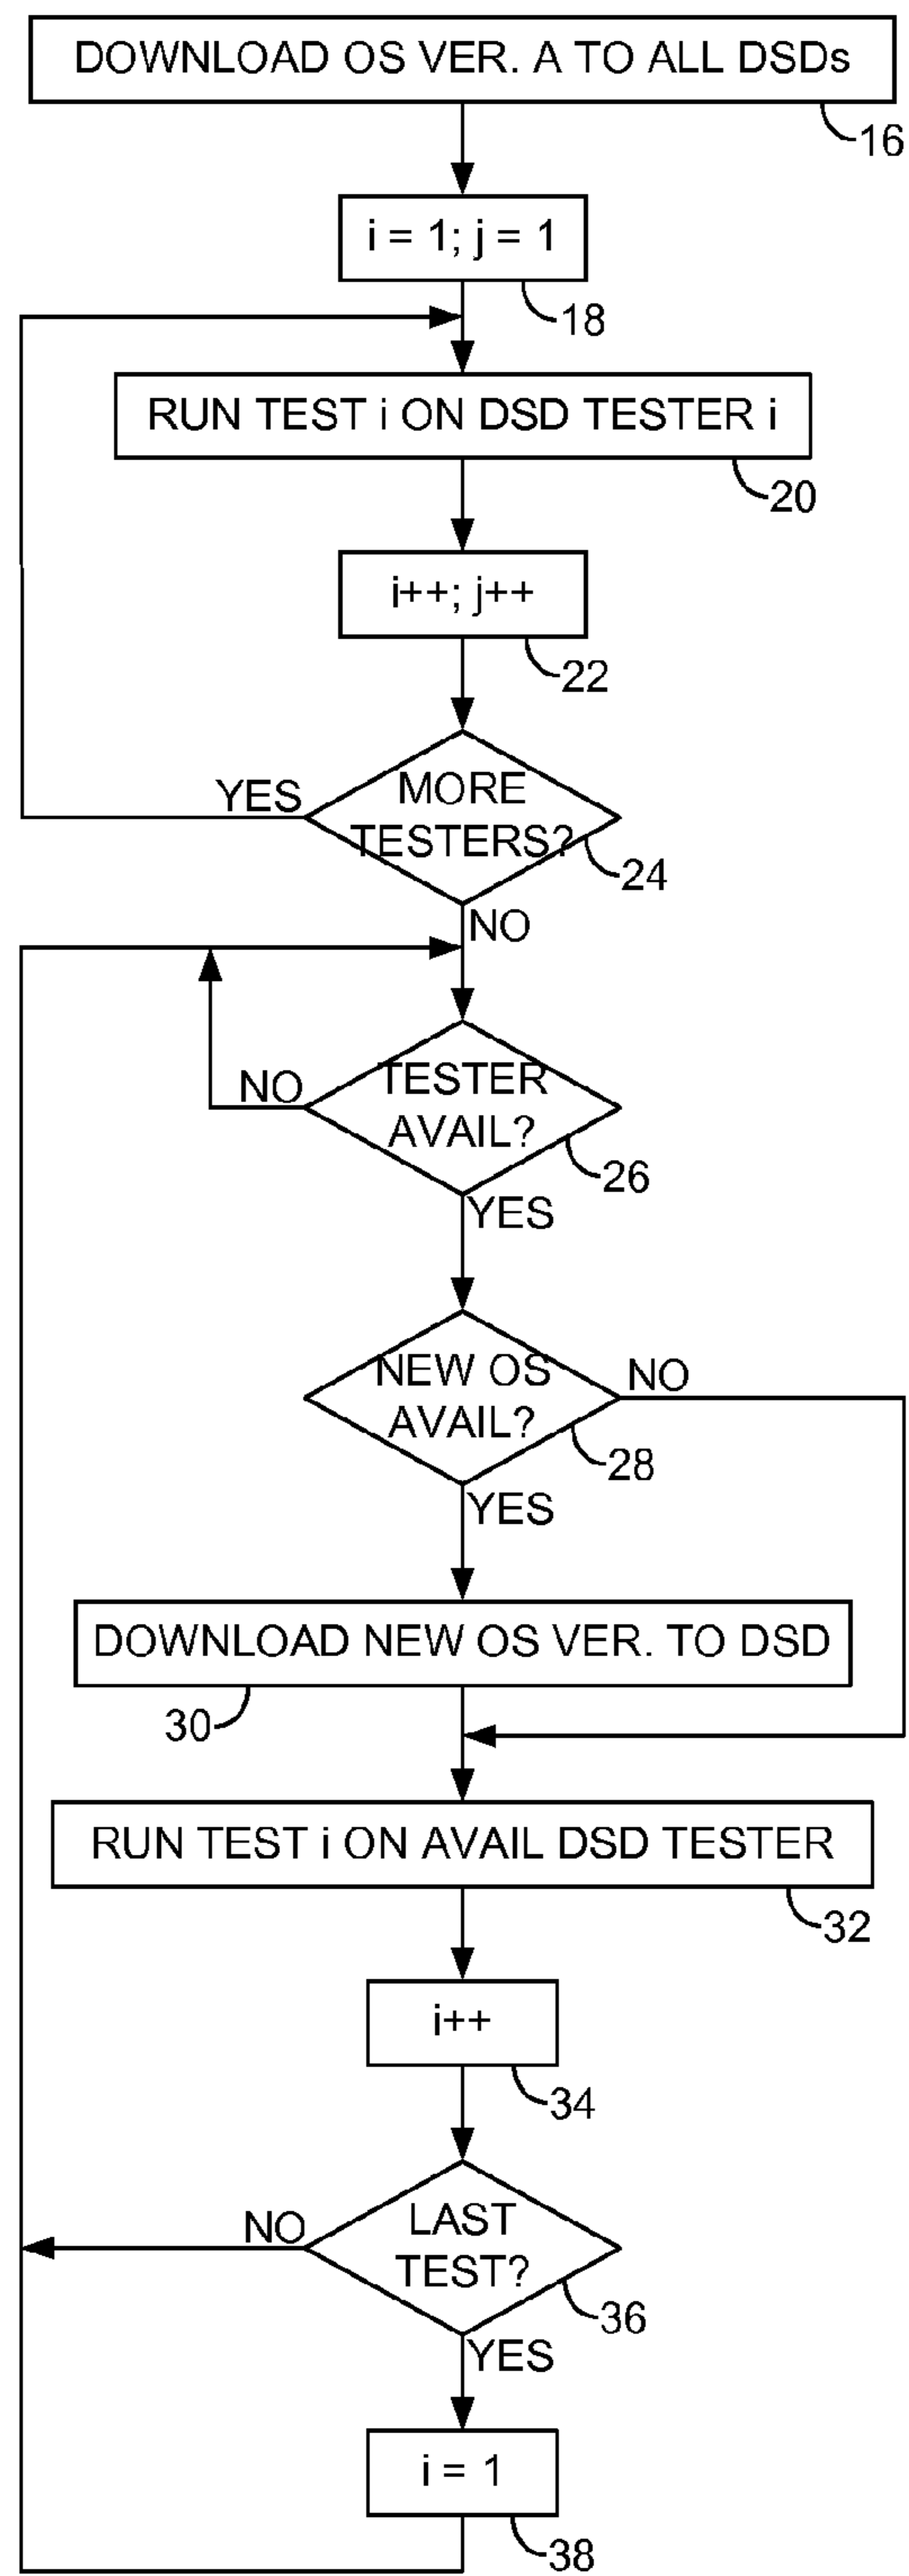 DOWNLOAD OS VER. A TO ALL DSDs
16
i = 1; j = 1
18
RUN TEST i ON DSD TESTER i
20
i++; j++
22
MORE
TESTERS?
YES
24
NO
TESTER
AVAIL?
NO
26
YES
NEW OS
AVAIL?
NO
28
YES
DOWNLOAD NEW OS VER. TO DSD
30
RUN TEST i ON AVAIL DSD TESTER
32
i++
34
LAST
TEST?
NO
36
YES
i = 1
38